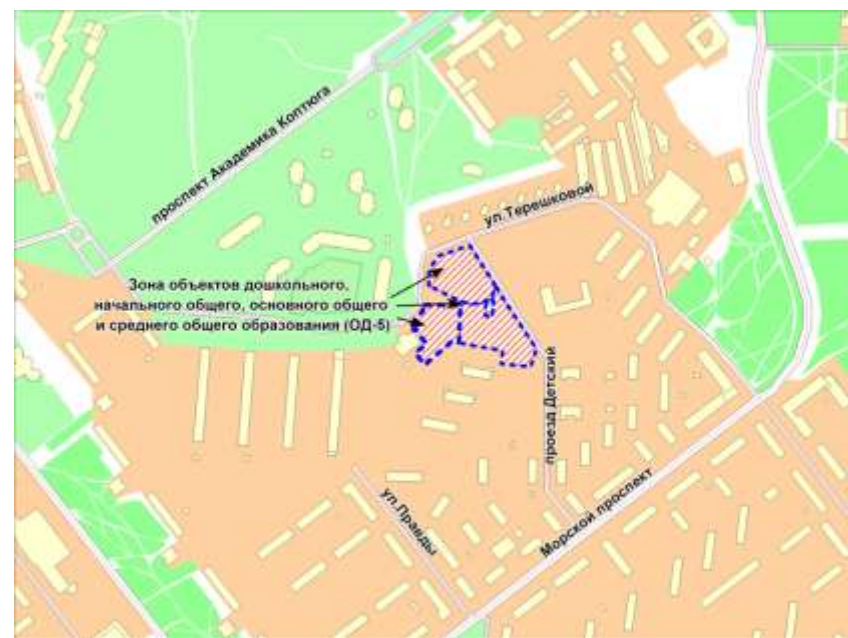 проспект Академика Коптюга
ул.Терешковой
Зона объектов дошкольного,
начального общего, основного общего
и среднего общего образования (ОД-5)
проезд Детский
ул.Правды
Морской проспект